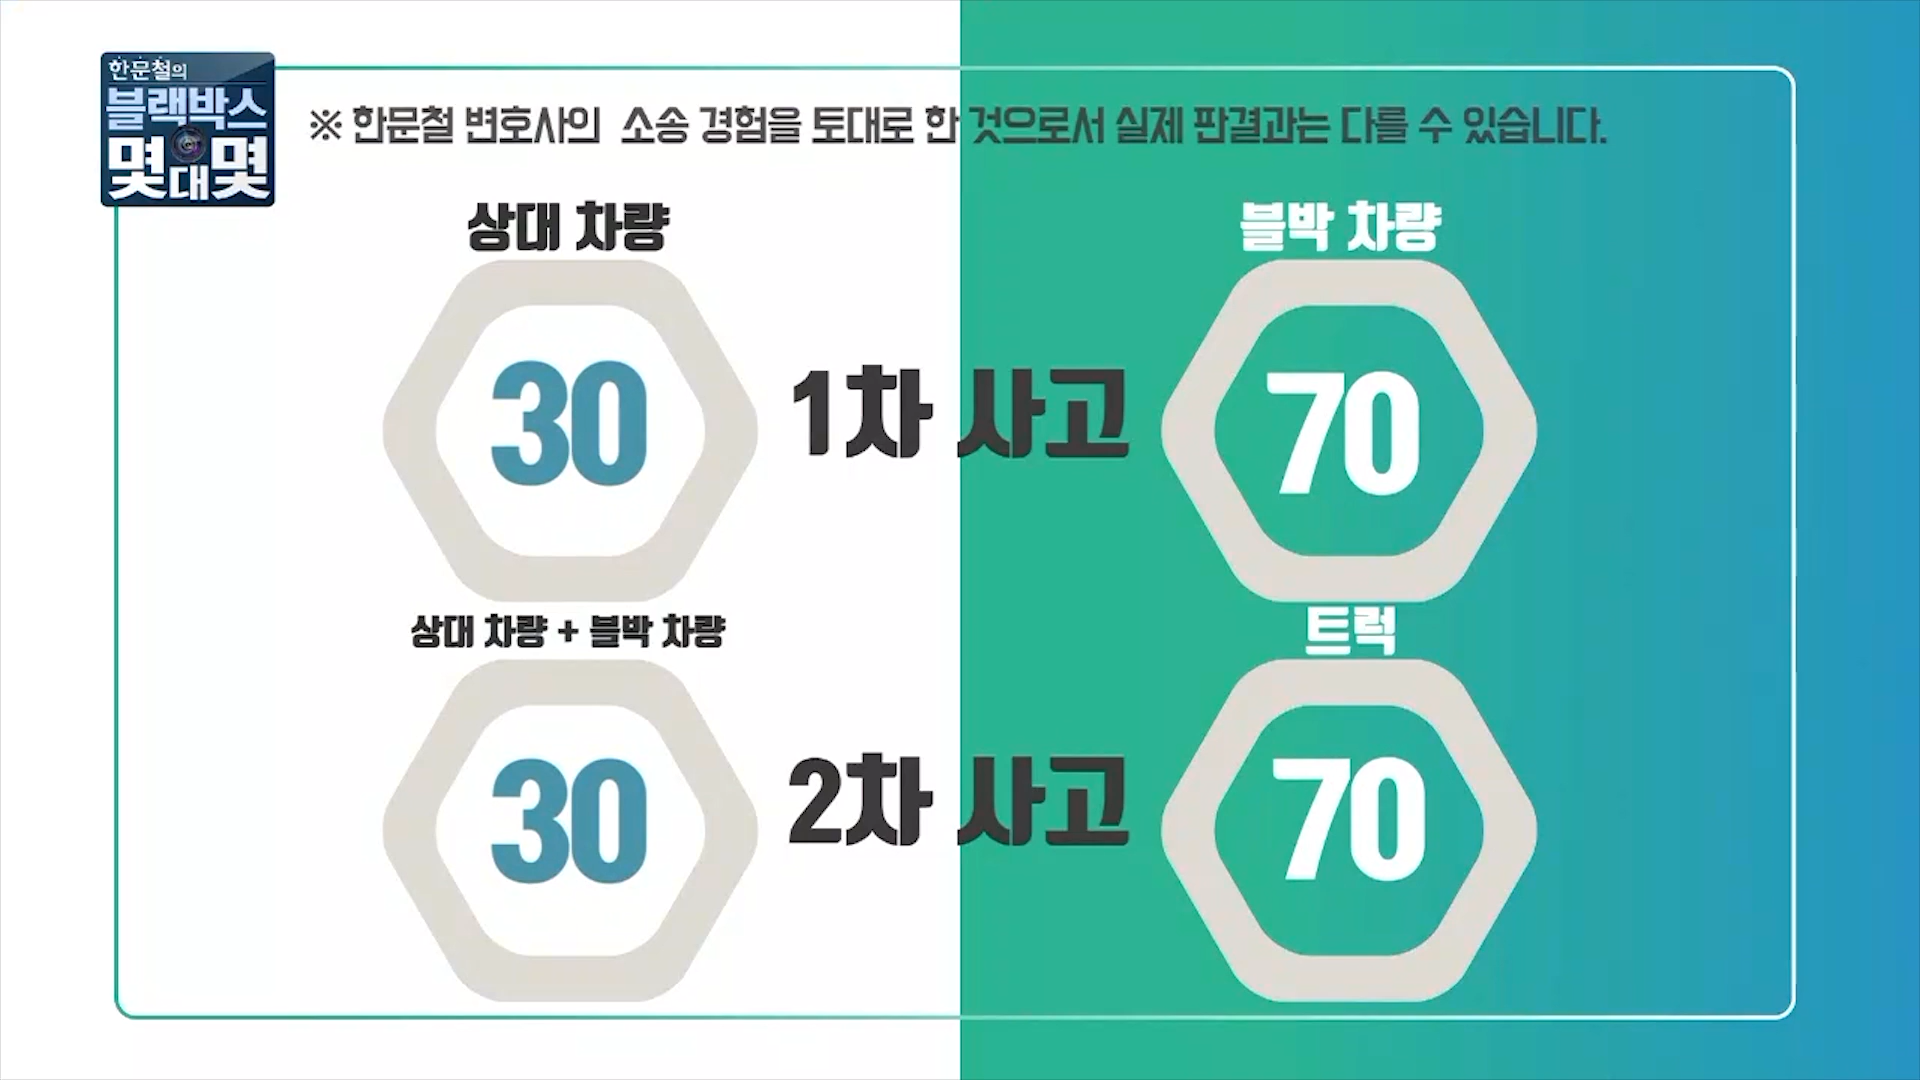 한문철의
블랙박스
몇대몇
※ 한문철 변호사의 소송 경험을 토대로 한 것으로서 실제 판결과는 다를 수 있습니다.
상대 차량
블박 차량
30
1차 사고
70
상대 차량 + 블박 차량
트럭
30
2차 사고
70